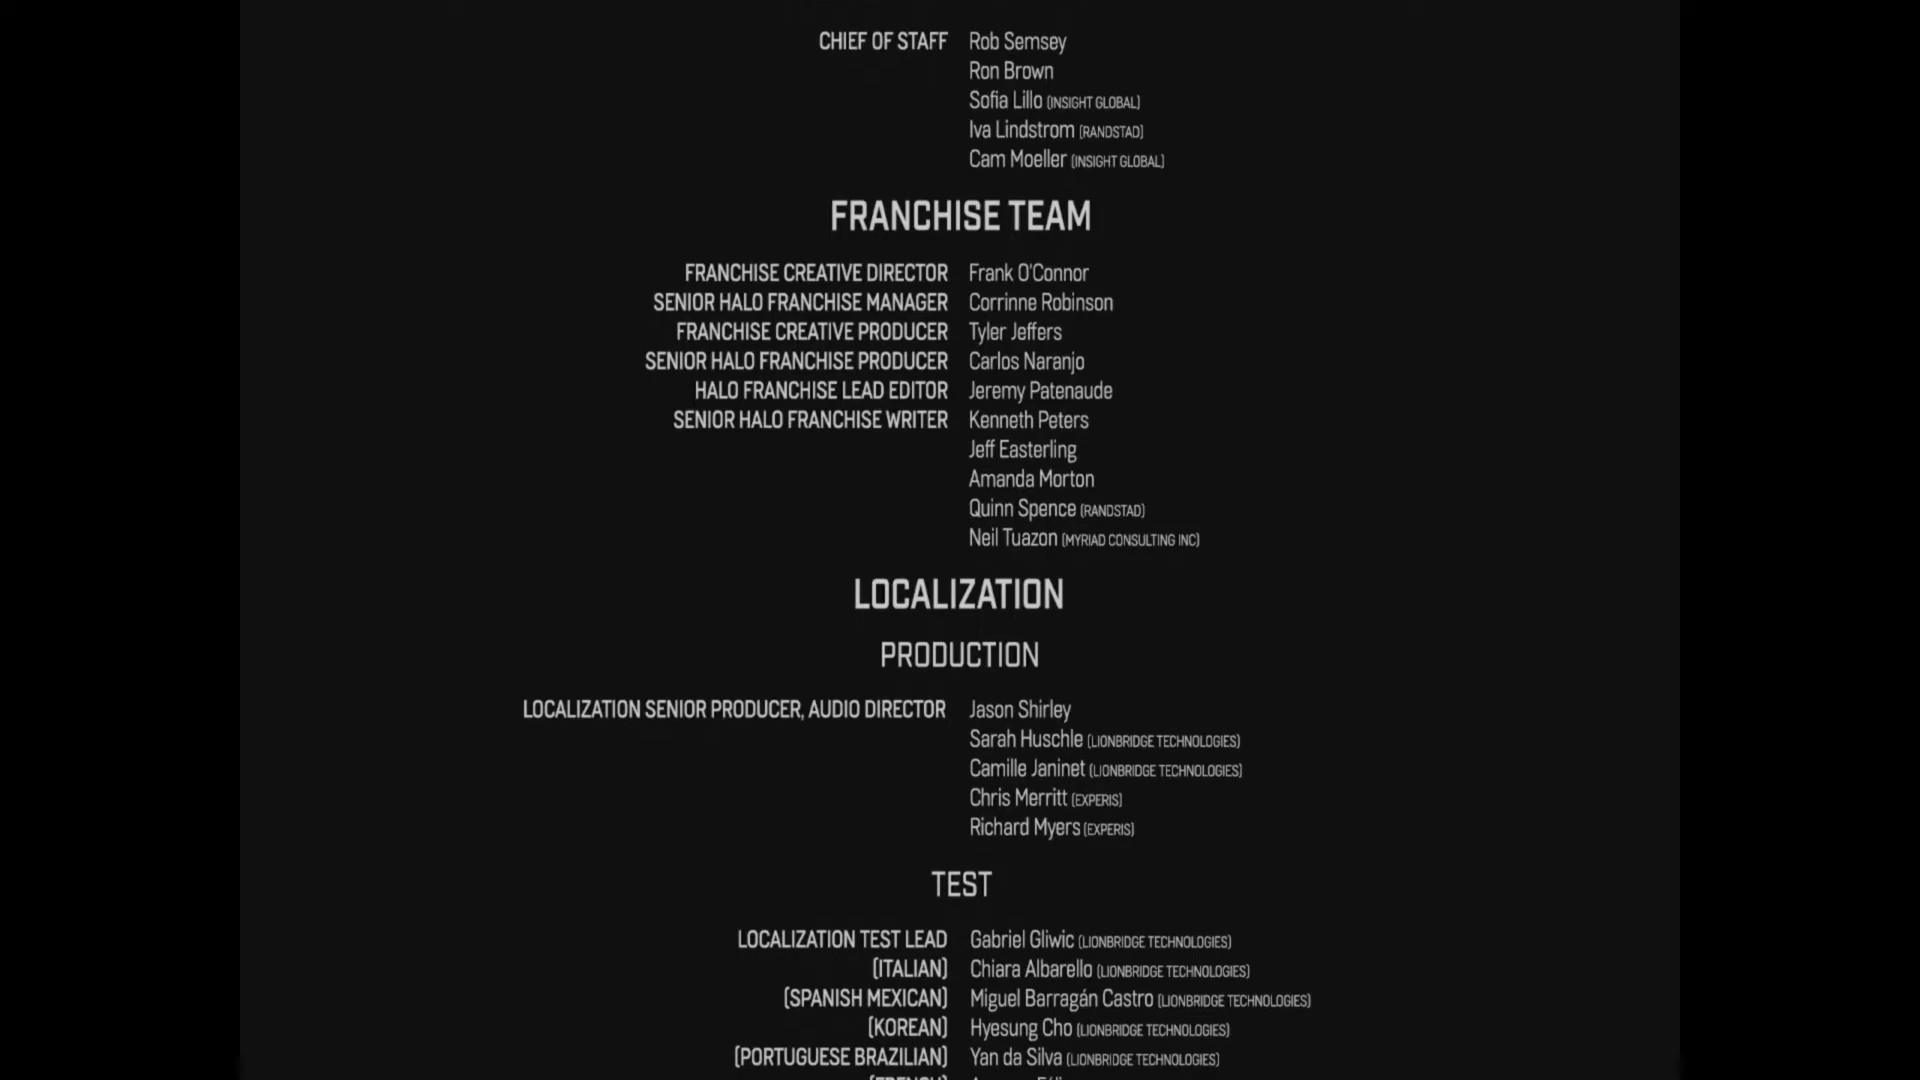 CHIEF OF STAFF Rob Semsey
Ron Brown
Sofia Lillo (INSIGHT GLOBAL)
Iva Lindstrom (RANDSTAD)
Cam Moeller (INSIGHT GLOBAL)
FRANCHISE TEAM
FRANCHISE CREATIVE DIRECTOR Frank O'Connor
SENIOR HALO FRANCHISE MANAGER Corrinne Robinson
FRANCHISE CREATIVE PRODUCER Tyler Jeffers
SENIOR HALO FRANCHISE PRODUCER Carlos Naranjo
HALO FRANCHISE LEAD EDITOR Jeremy Patenaude
SENIOR HALO FRANCHISE WRITER Kenneth Peters
Jeff Easterling
Amanda Morton
Quinn Spence (RANDSTAD)
Neil Tuazon (MYRIAD CONSULTING INC)
LOCALIZATION
PRODUCTION
LOCALIZATION SENIOR PRODUCER, AUDIO DIRECTOR Jason Shirley
Sarah Huschle (LIONBRIDGE TECHNOLOGIES)
Camille Janinet (LIONBRIDGE TECHNOLOGIES)
Chris Merritt (EXPERIS)
Richard Myers (EXPERIS)
TEST
LOCALIZATION TEST LEAD Gabriel Gliwic (LIONBRIDGE TECHNOLOGIES)
(ITALIAN) Chiara Albarello (LIONBRIDGE TECHNOLOGIES)
(SPANISH MEXICAN) Miguel Barragán Castro (LIONBRIDGE TECHNOLOGIES)
(KOREAN) Hyesung Cho (LIONBRIDGE TECHNOLOGIES)
(PORTUGUESE BRAZILIAN) Yan da Silva (LIONBRIDGE TECHNOLOGIES)
(FRENCH)